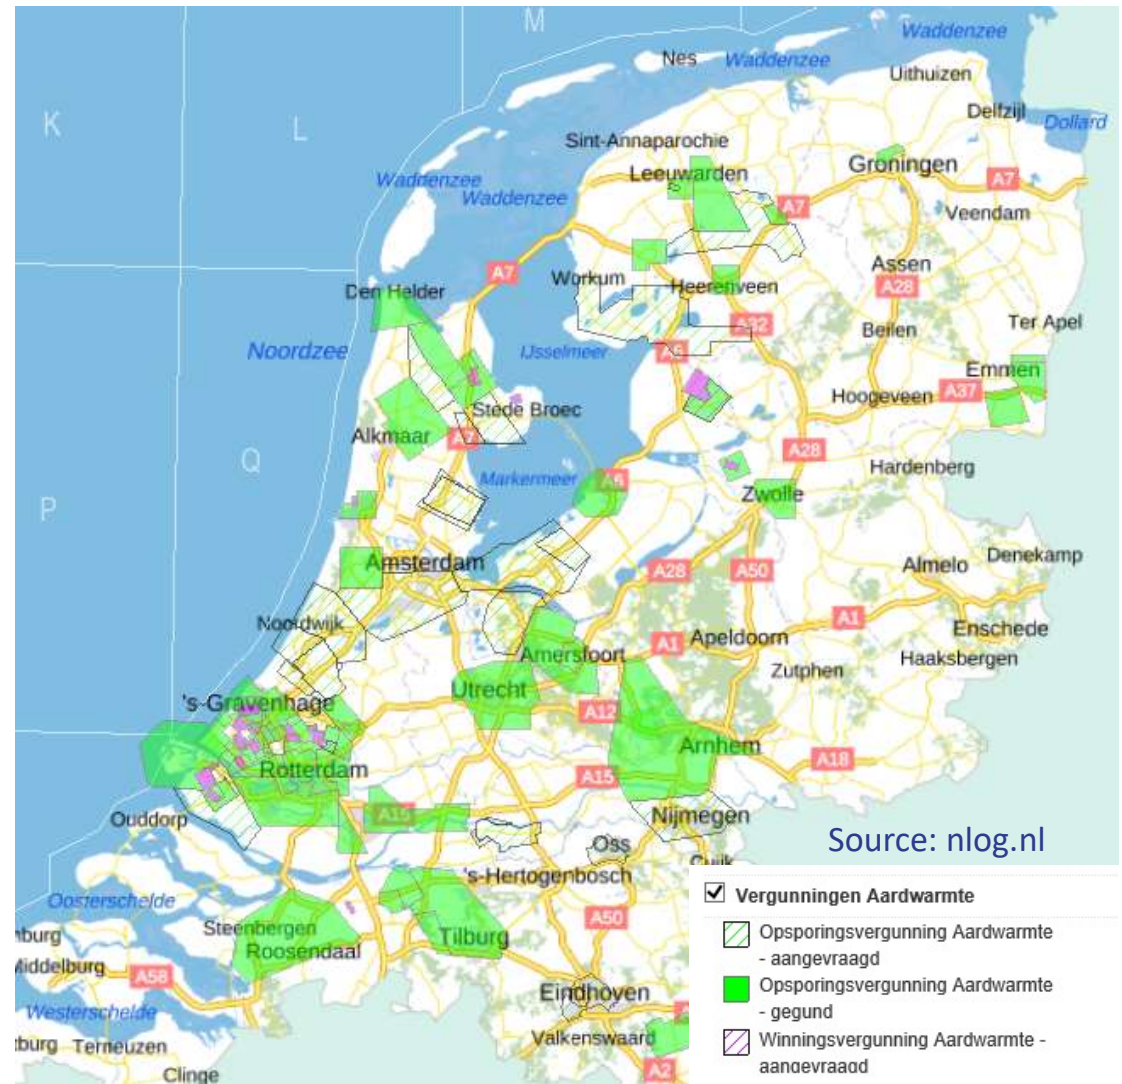 M
Waddenzee
Nes
Waddenzee
Uithuizen
Delfzijl
K
L
Dollard
Sint-Annaparochie
Groningen
Leeuwarden
Waddenzee
A7
Waddenzee
A7
Veendam
Assen
A7
Workum
Heerenveen
A28
Den Helder
A32
Ter Apel
Beilen
Noordzee
IJsselmeer
A6
Emmen
A37
Hoogeveen
Stede Broec
Alkmaar
A7
A28
Q
Hardenberg
Markermeer
A6
Zwolle
P
Denekamp
Amsterdam
Almelo
A28
A50
A1
Noordwijk
Enschede
A1
Apeldoorn
Amersfoort
Haaksbergen
Zutphen
Utrecht
's-Gravenhage
A12
Arnhem
A18
Rotterdam
A15
A15
Nijmegen
Ouddorp
Source: nlog.nl
Oss
Cuijk
's-Hertogenbosch
Oosterschelde
A50
Steenbergen
nburg
Tilburg
Roosendaal
Middelburg
A58
Eindhoven
Westerschelde
Valkenswaard
tburg
Terneuzen
A2
Clinge
Vergunningen Aardwarmte
Opsporingsvergunning Aardwarmte
- aangevraagd
Opsporingsvergunning Aardwarmte
- gegund
Winningsvergunning Aardwarmte -
aangevraagd